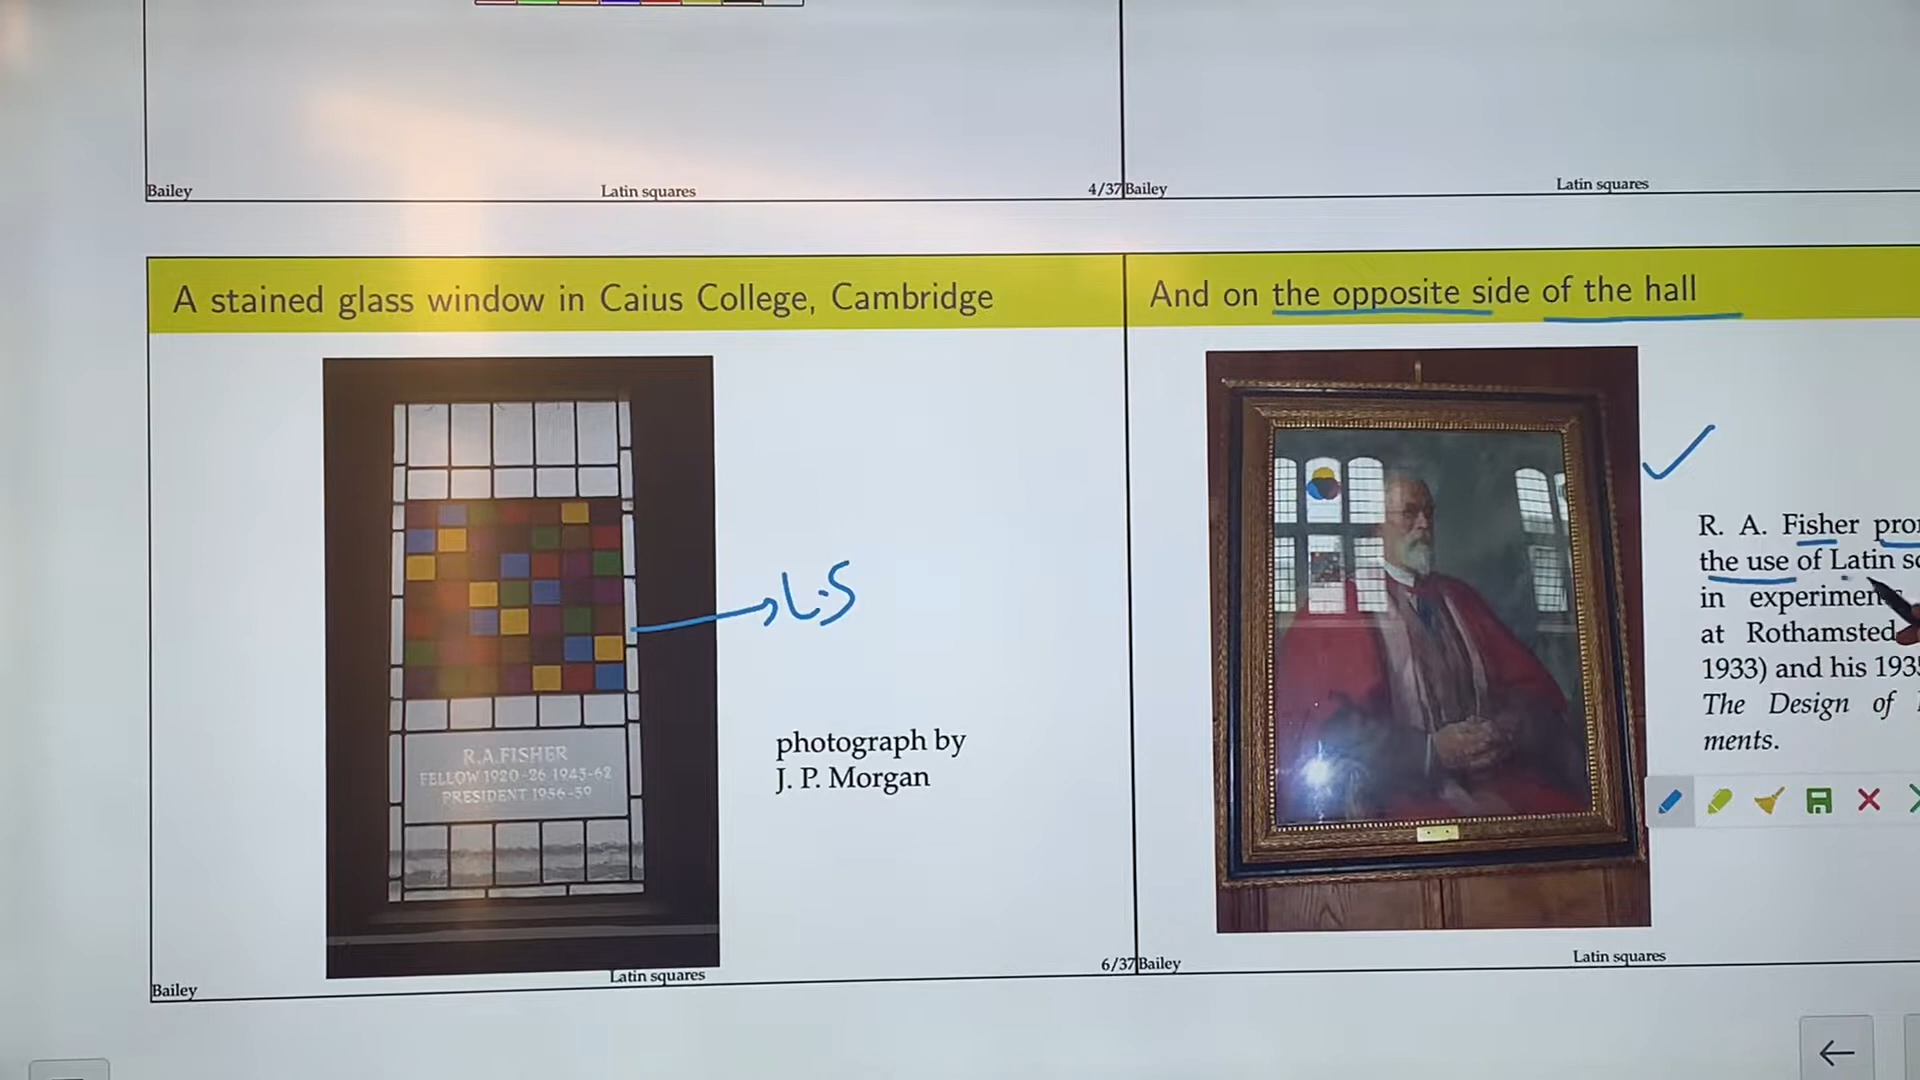 Bailey
Latin squares
4/37
Bailey
Latin squares
A stained glass window in Caius College, Cambridge
R.A.FISHER
FELLOW 1920-26 1943-62
PRESIDENT 1956-59
L.S
photograph by
J. P. Morgan
Bailey
Latin squares
6/37
And on the opposite side of the hall
R. A. Fisher
the use of Latin
in
at Rothamsted
1933) and his
The Design of
ments.
Bailey
Latin squares